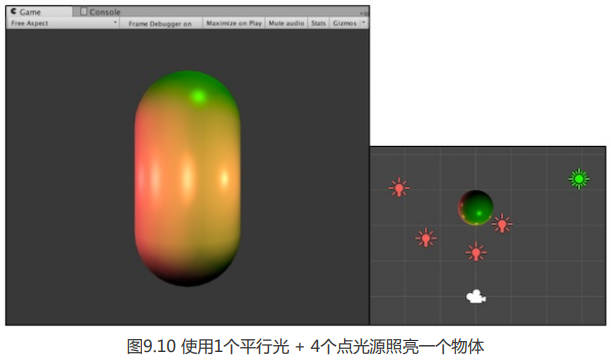 Game
Console
Free Aspect
Frame Debugger on
Maximize on Play
Mute audio
Stats
Gizmos
图9.10 使用1个平行光 + 4个点光源照亮一个物体